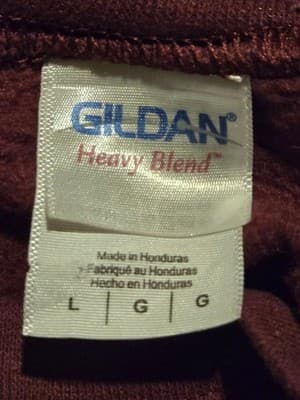 GILDAN®
Heavy Blend™
Made in Honduras
Fabriqué au Honduras
Hecho en Honduras
L | G | G